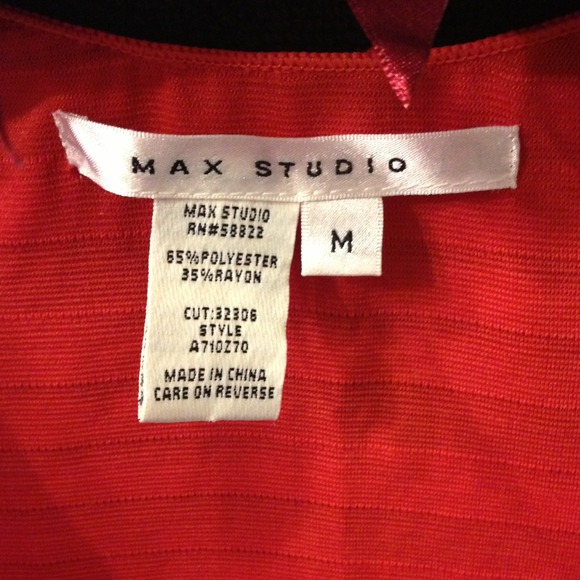 MAX STUDIO
MAX STUDIO
RN#58822
65%POLYESTER
35%RAYON
CUT:32306
STYLE
A710Z70
MADE IN CHINA
CARE ON REVERSE
M